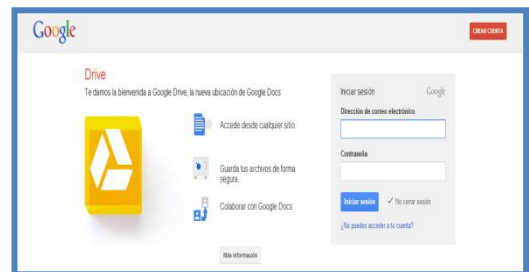 Google
CREAR CUENTA
Drive
Te damos la bienvenida a Google Drive, la nueva ubicación de Google Docs
Accede desde cualquier sitio.
Guarda tus archivos de forma
segura.
Colaborar con Google Docs
Más información
Iniciar sesión Google
Dirección de correo electrónico
Contraseña
Iniciar sesión No cerrar sesión
¿No puedes acceder a tu cuenta?